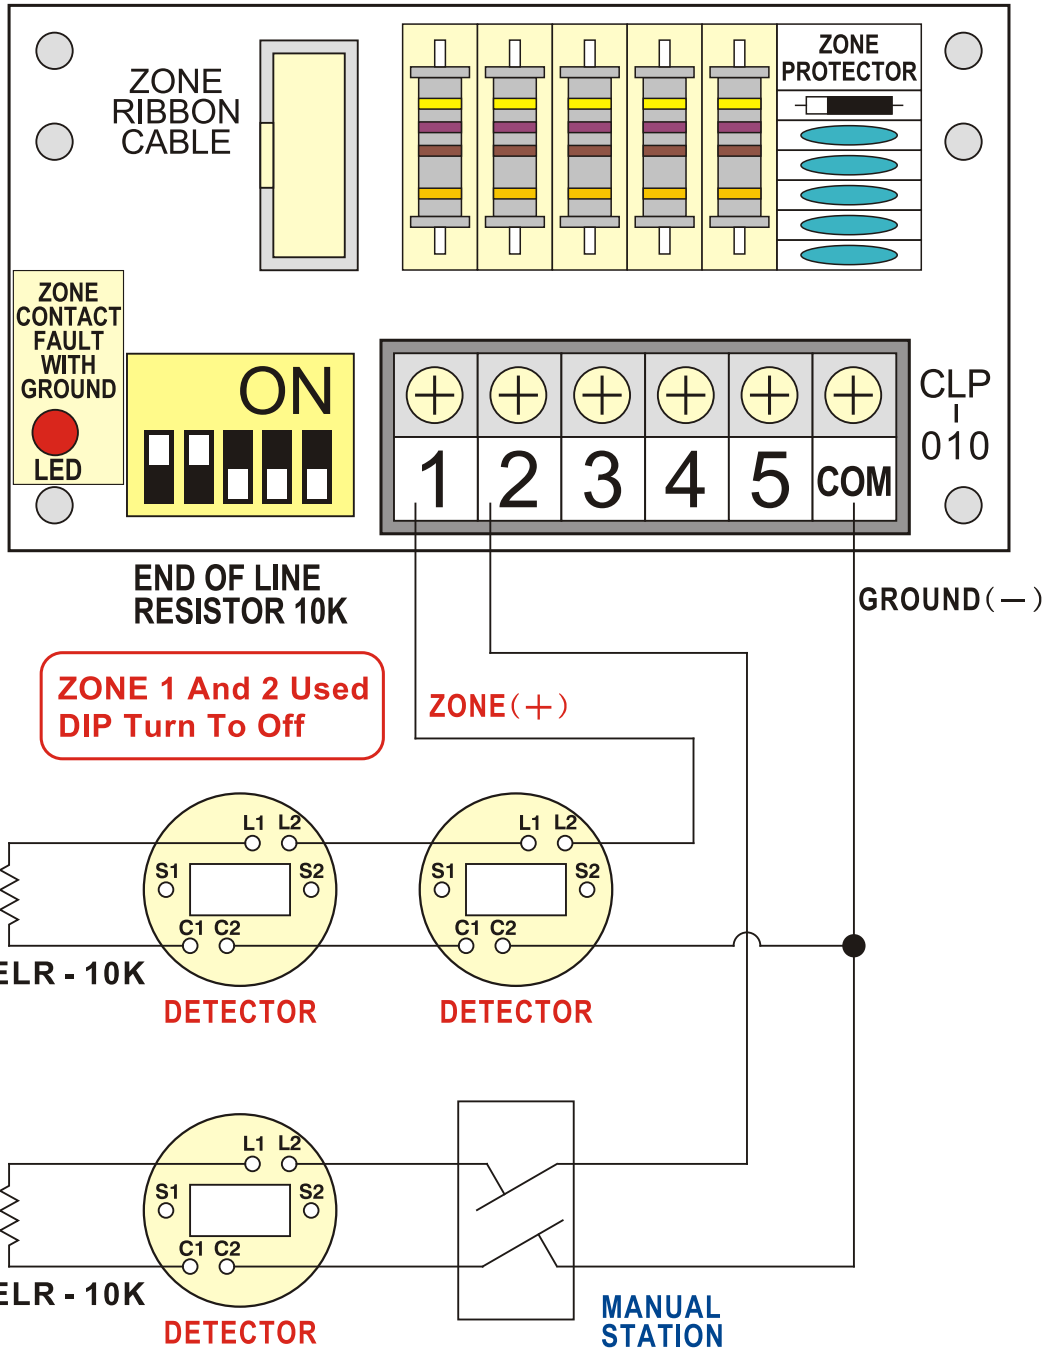 ZONE
RIBBON
CABLE
ZONE
PROTECTOR
ZONE
CONTACT
FAULT
WITH
GROUND
LED
ON
1 2 3 4 5 COM
CLP
-
010
END OF LINE
RESISTOR 10K
GROUND(—)
ZONE 1 And 2 Used
DIP Turn To Off
ZONE(+)
L1 L2
S1 S2
C1 C2
L1 L2
S1 S2
C1 C2
ELR - 10K
DETECTOR
DETECTOR
L1 L2
S1 S2
C1 C2
ELR - 10K
DETECTOR
MANUAL
STATION